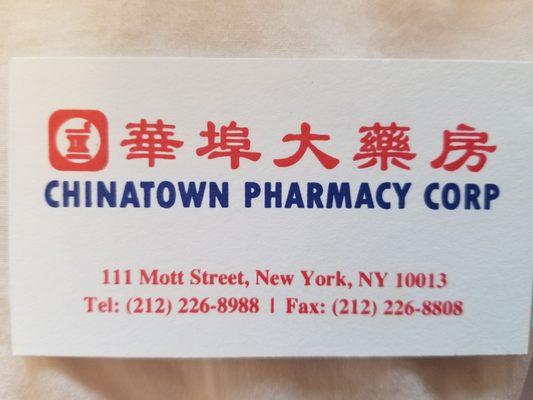 華埠大藥房
CHINATOWN PHARMACY CORP
111 Mott Street, New York, NY 10013
Tel: (212) 226-8988 | Fax: (212) 226-8808